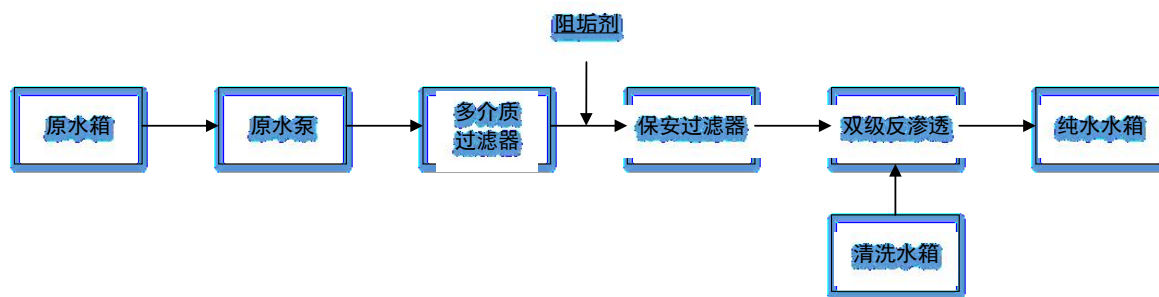 阻垢剂
原水箱
原水泵
多介质
过滤器
保安过滤器
双级反渗透
纯水水箱
清洗水箱